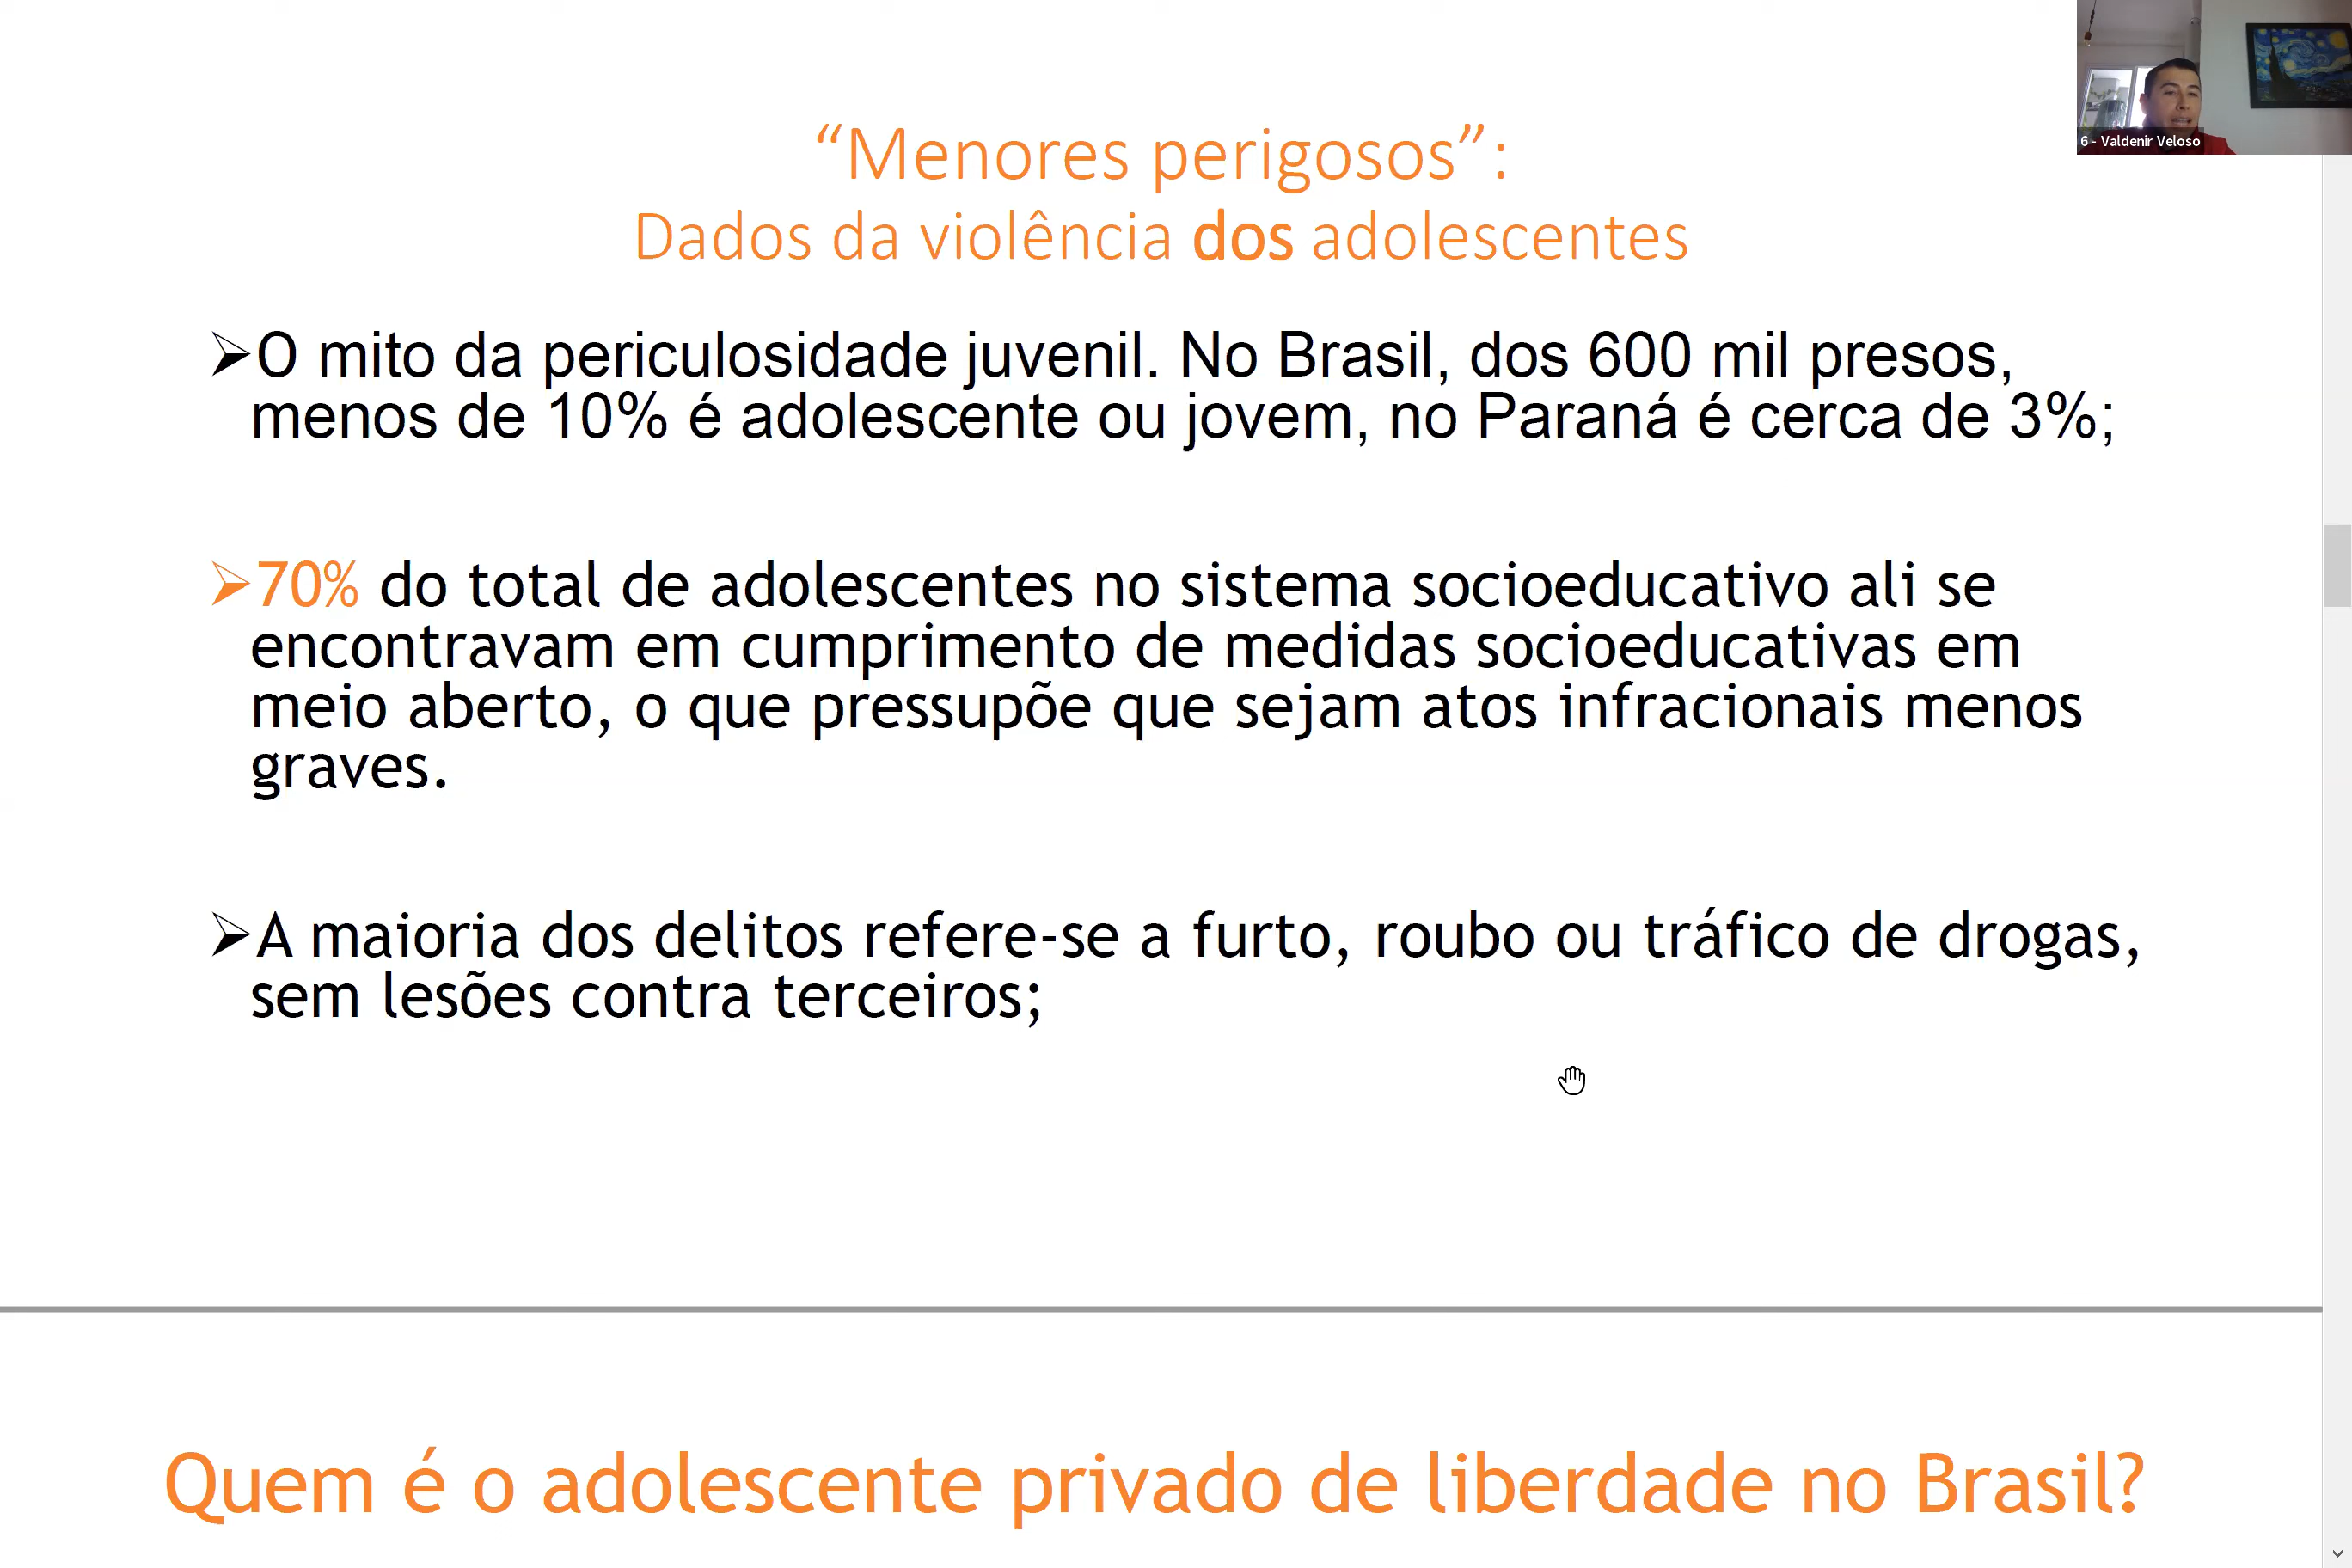 6 - Valdenir Veloso
“Menores perigosos”:
Dados da violência dos adolescentes
➢O mito da periculosidade juvenil. No Brasil, dos 600 mil presos,
menos de 10% é adolescente ou jovem, no Paraná é cerca de 3%;
➢70% do total de adolescentes no sistema socioeducativo ali se
encontravam em cumprimento de medidas socioeducativas em
meio aberto, o que pressupõe que sejam atos infracionais menos
graves.
➢A maioria dos delitos refere-se a furto, roubo ou tráfico de drogas,
sem lesões contra terceiros;
Quem é o adolescente privado de liberdade no Brasil?